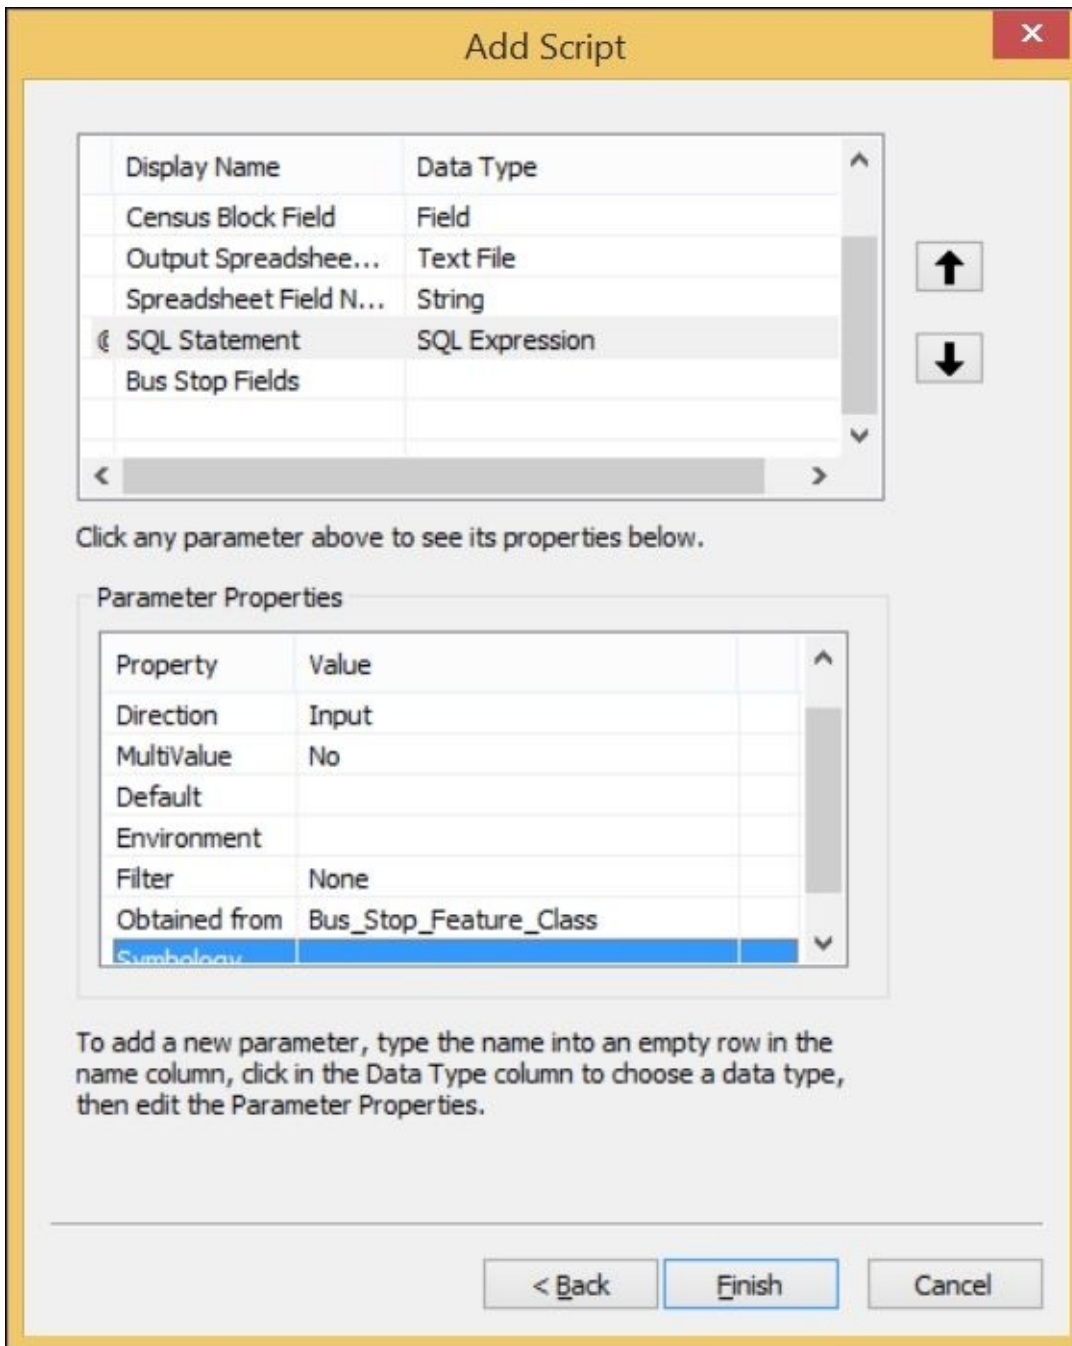 Add Script
Display Name Data Type
Census Block Field Field
Output Spreadshee... Text File
Spreadsheet Field N... String
SQL Statement SQL Expression
Bus Stop Fields
Click any parameter above to see its properties below.
Parameter Properties
Property Value
Direction Input
MultiValue No
Default
Environment
Filter None
Obtained from Bus_Stop_Feature_Class
Symbology
To add a new parameter, type the name into an empty row in the
name column, click in the Data Type column to choose a data type,
then edit the Parameter Properties.
< Back Finish Cancel